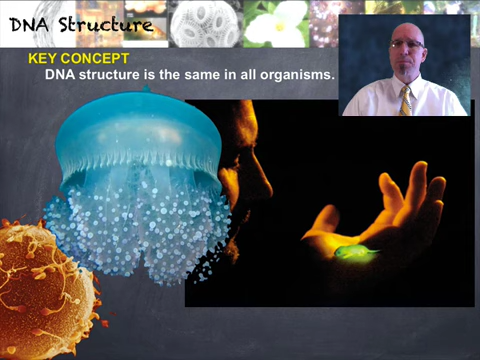 DNA Structure
KEY CONCEPT
DNA structure is the same in all organisms.